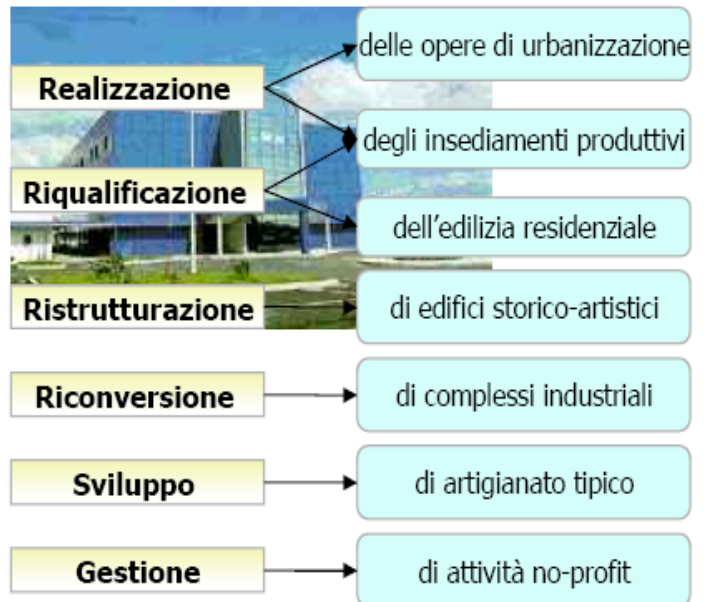 delle opere di urbanizzazione
Realizzazione
degli insediamenti produttivi
Riqualificazione
dell'edilizia residenziale
Ristrutturazione
di edifici storico-artistici
Riconversione
di complessi industriali
Sviluppo
di artigianato tipico
Gestione
di attività no-profit